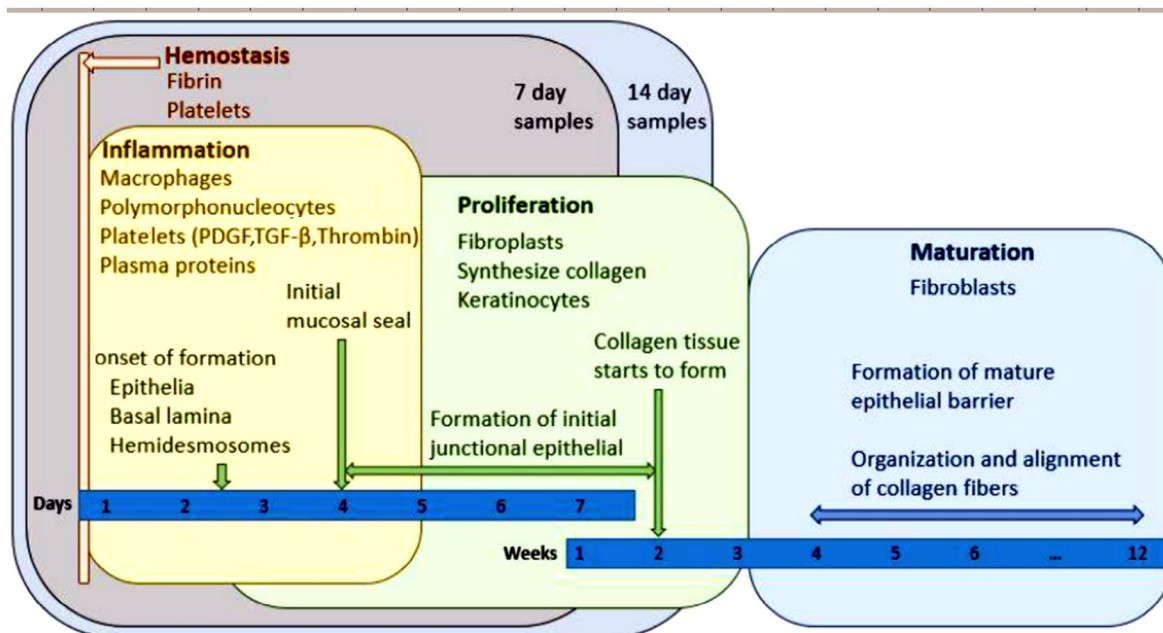 Hemostasis
Fibrin
Platelets
7 day
samples
14 day
samples
Inflammation
Macrophages
Polymorphonucleocytes
Platelets (PDGF,TGF-β,Thrombin)
Plasma proteins
Proliferation
Fibroplasts
Synthesize collagen
Keratinocytes
Maturation
Fibroblasts
Initial
mucosal seal
onset of formation
Epithelia
Basal lamina
Hemidesmosomes
Collagen tissue
starts to form
Formation of initial
junctional epithelial
Formation of mature
epithelial barrier
Organization and alignment
of collagen fibers
Days 1 2 3 4 5 6 7
Weeks 1 2 3 4 5 6 ... 12